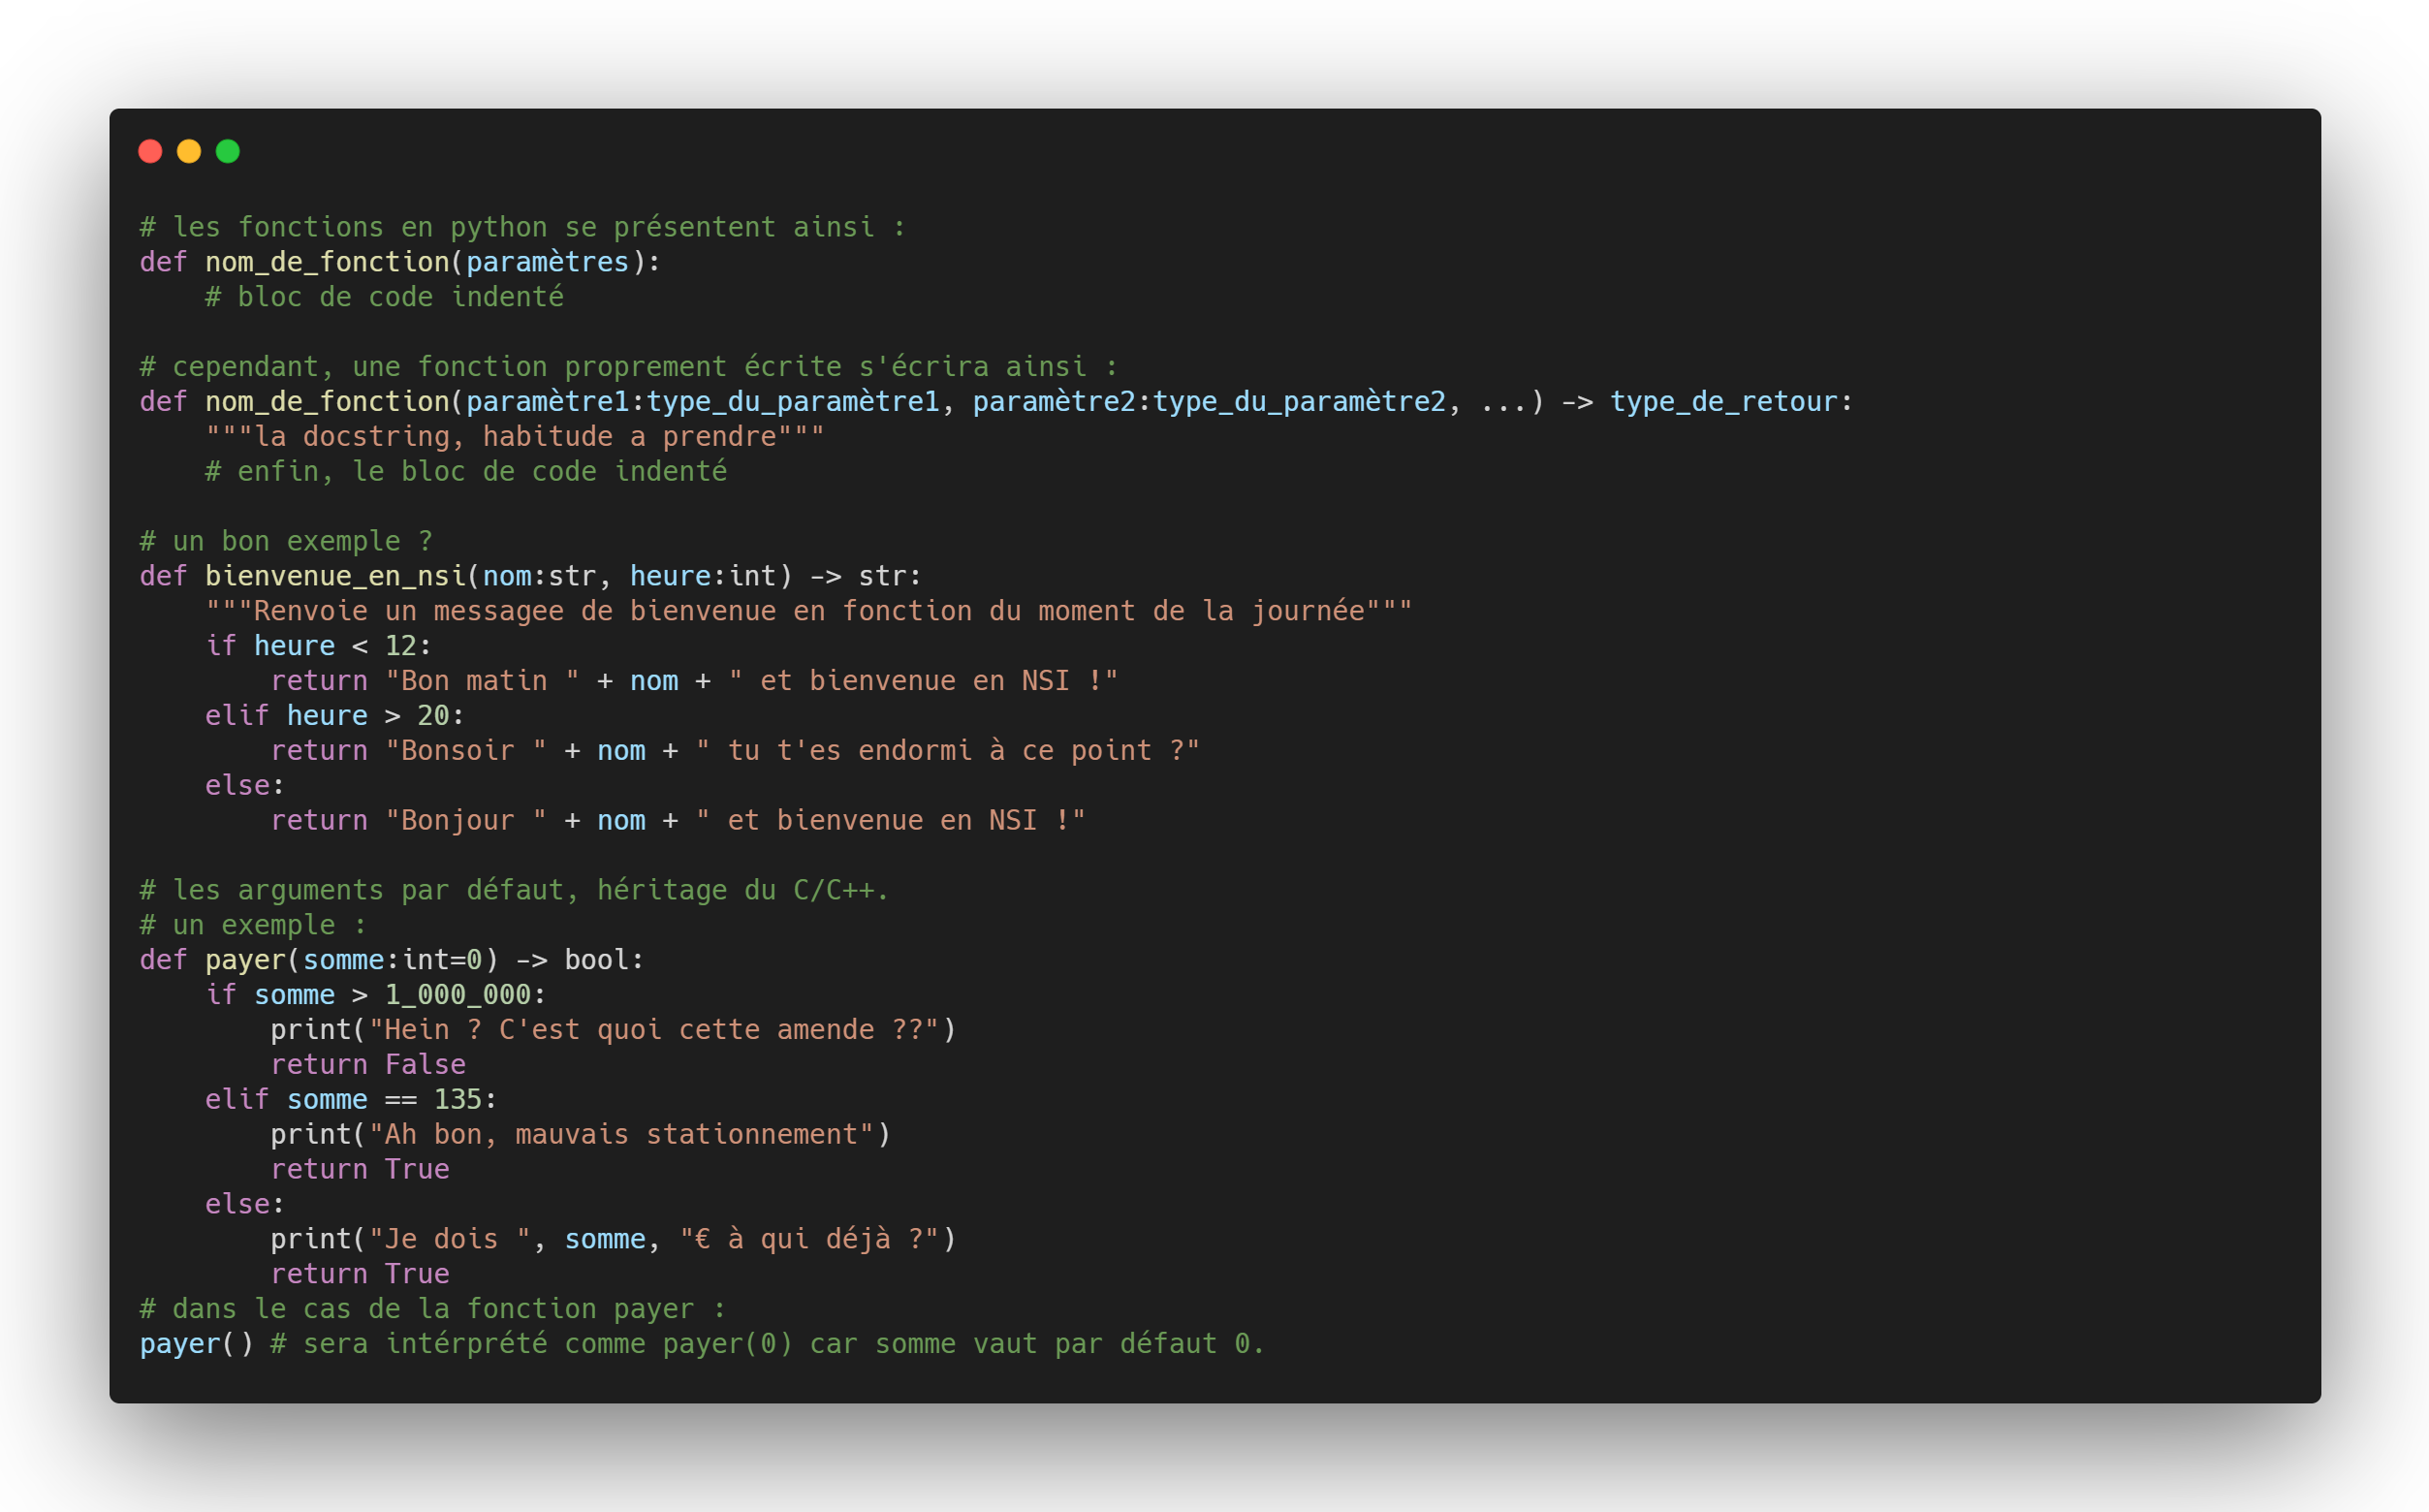 # les fonctions en python se présentent ainsi :
def nom_de_fonction(paramètres):
    # bloc de code indenté

# cependant, une fonction proprement écrite s'écrira ainsi :
def nom_de_fonction(paramètre1:type_du_paramètre1, paramètre2:type_du_paramètre2, ...) -> type_de_retour:
    """la docstring, habitude a prendre"""
    # enfin, le bloc de code indenté

# un bon exemple ?
def bienvenue_en_nsi(nom:str, heure:int) -> str:
    """Renvoie un messagee de bienvenue en fonction du moment de la journée"""
    if heure < 12:
        return "Bon matin " + nom + " et bienvenue en NSI !"
    elif heure > 20:
        return "Bonsoir " + nom + " tu t'es endormi à ce point ?"
    else:
        return "Bonjour " + nom + " et bienvenue en NSI !"

# les arguments par défaut, héritage du C/C++.
# un exemple :
def payer(somme:int=0) -> bool:
    if somme > 1_000_000:
        print("Hein ? C'est quoi cette amende ??")
        return False
    elif somme == 135:
        print("Ah bon, mauvais stationnement")
        return True
    else:
        print("Je dois ", somme, "€ à qui déjà ?")
        return True
# dans le cas de la fonction payer :
payer() # sera intérprété comme payer(0) car somme vaut par défaut 0.